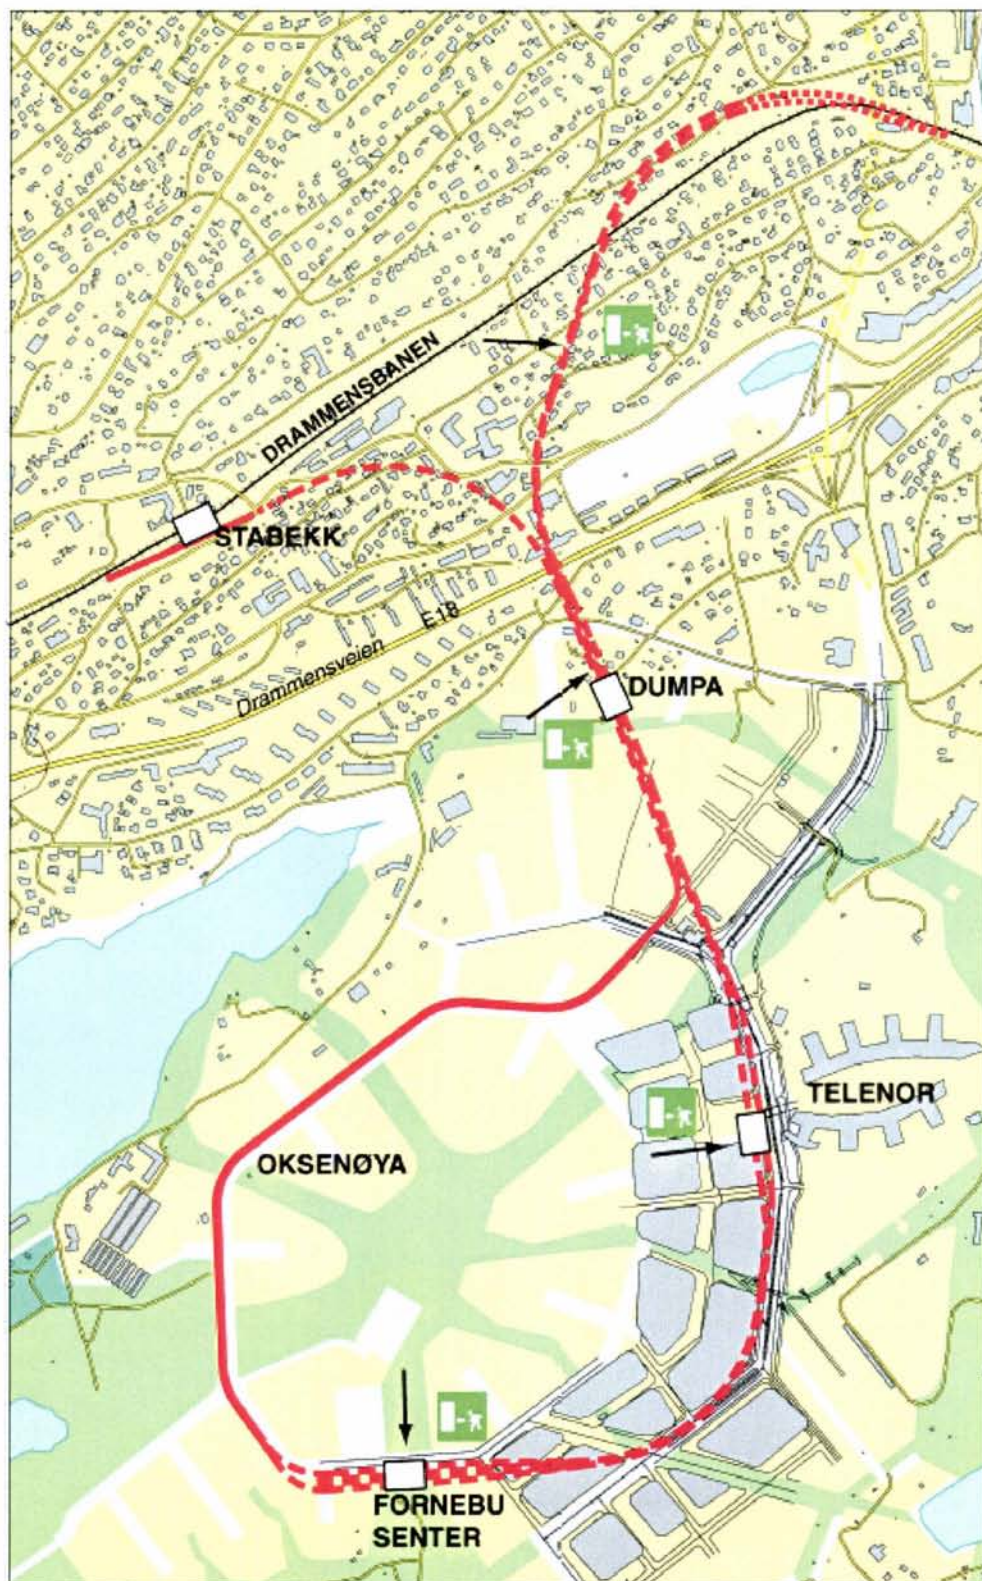 DRAMMENSBANEN
STABEKK
E18
Drammensveien
DUMPA
TELENOR
OKSENØYA
FORNEBU
SENTER